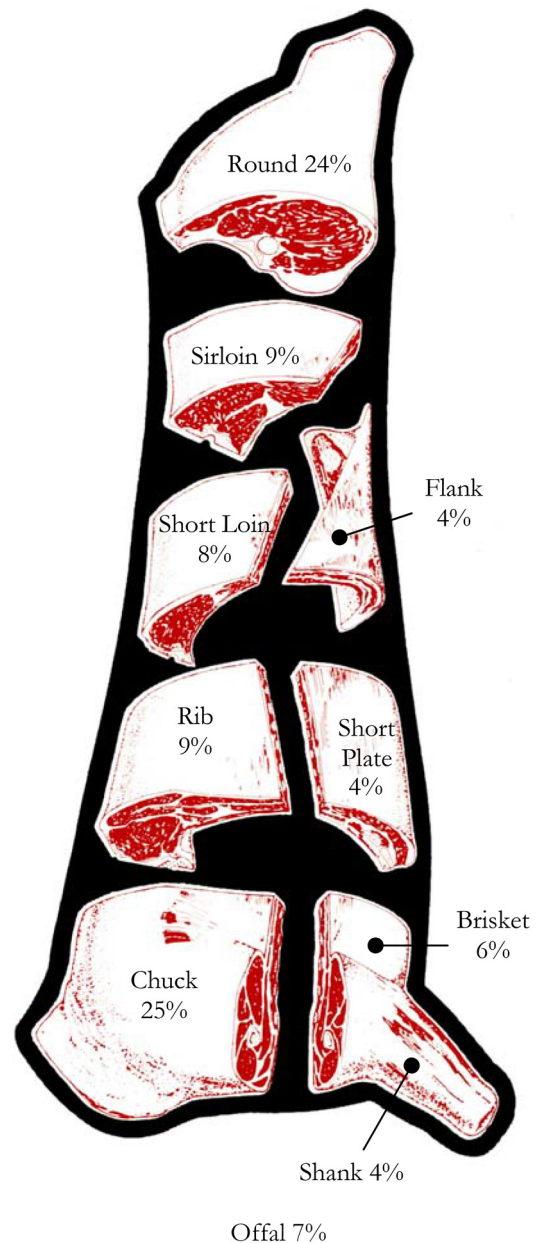 Round 24%
Sirloin 9%
Flank
4%
Short Loin
8%
Rib
9%
Short
Plate
4%
Brisket
6%
Chuck
25%
Shank 4%
Offal 7%